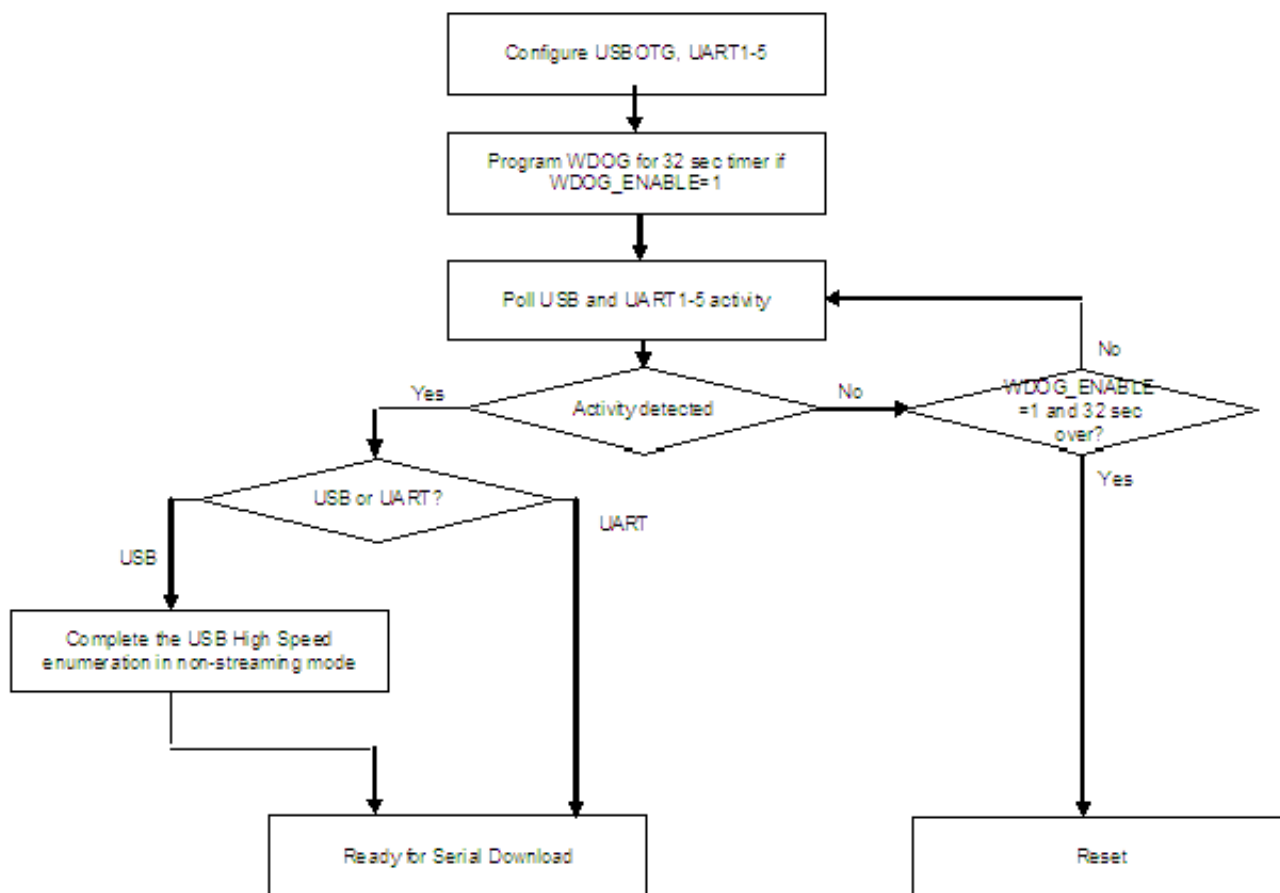 Configure USBOTG, UART1-5
Program WDOG for 32 sec timer if
WDOG_ENABLE=1
Poll USB and UART1-5 activity
No
Yes
Activity detected
No
WDOG_ENABLE
=1 and 32 sec
over?
Yes
USB or UART?
UART
USB
Complete the USB High Speed
enumeration in non-streaming mode
Ready for Serial Download
Reset